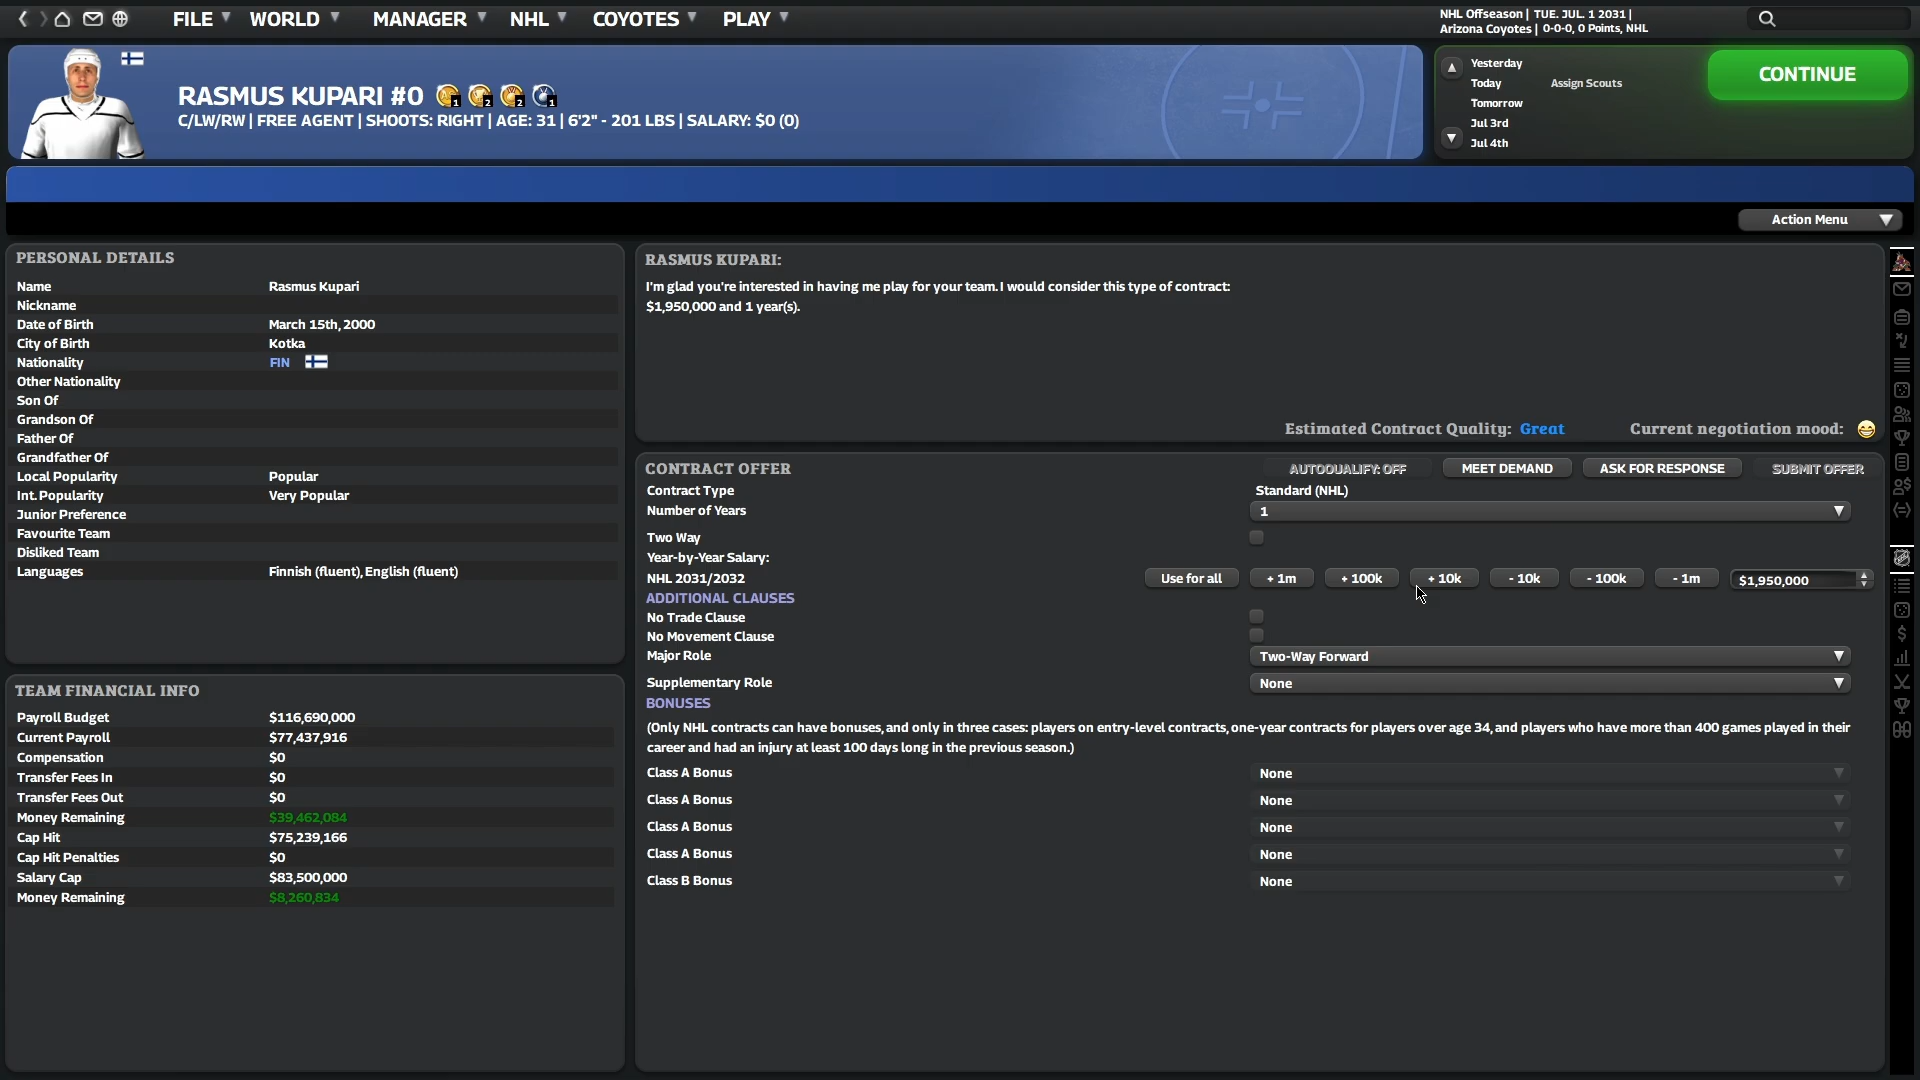 FILE WORLD MANAGER NHL COYOTES PLAY
NHL Offseason | TUE. JUL. 1 2031 |
Arizona Coyotes | 0-0-0, 0 Points, NHL
RASMUS KUPARI #0 1 2 2 1
C/LW/RW | FREE AGENT | SHOOTS: RIGHT | AGE: 31 | 6'2" - 201 LBS | SALARY: $0 (0)
Yesterday
Today Assign Scouts
Tomorrow
Jul 3rd
Jul 4th
CONTINUE
Action Menu
PERSONAL DETAILS
Name Rasmus Kupari
Nickname
Date of Birth March 15th, 2000
City of Birth Kotka
Nationality FIN
Other Nationality
Son Of
Grandson Of
Father Of
Grandfather Of
Local Popularity Popular
Int. Popularity Very Popular
Junior Preference
Favourite Team
Disliked Team
Languages Finnish (fluent), English (fluent)
TEAM FINANCIAL INFO
Payroll Budget $116,690,000
Current Payroll $77,437,916
Compensation $0
Transfer Fees In $0
Transfer Fees Out $0
Money Remaining $39,462,084
Cap Hit $75,239,166
Cap Hit Penalties $0
Salary Cap $83,500,000
Money Remaining $8,260,834
RASMUS KUPARI:
I'm glad you're interested in having me play for your team. I would consider this type of contract:
$1,950,000 and 1 year(s).
Estimated Contract Quality: Great Current negotiation mood:
CONTRACT OFFER AUTOQUALIFY: OFF MEET DEMAND ASK FOR RESPONSE SUBMIT OFFER
Contract Type Standard (NHL)
Number of Years 1
Two Way
Year-by-Year Salary:
NHL 2031/2032 Use for all + 1m + 100k + 10k - 10k - 100k - 1m $1,950,000
ADDITIONAL CLAUSES
No Trade Clause
No Movement Clause
Major Role Two-Way Forward
Supplementary Role None
BONUSES
(Only NHL contracts can have bonuses, and only in three cases: players on entry-level contracts, one-year contracts for players over age 34, and players who have more than 400 games played in their
career and had an injury at least 100 days long in the previous season.)
Class A Bonus None
Class A Bonus None
Class A Bonus None
Class A Bonus None
Class B Bonus None